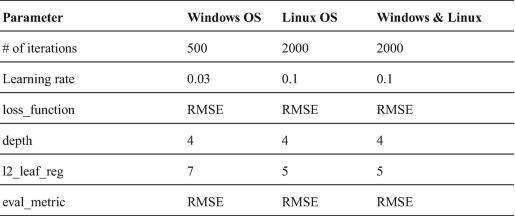 Parameter Windows OS Linux OS Windows & Linux
# of iterations 500 2000 2000
Learning rate 0.03 0.1 0.1
loss_function RMSE RMSE RMSE
depth 4 4 4
l2_leaf_reg 7 5 5
eval_metric RMSE RMSE RMSE